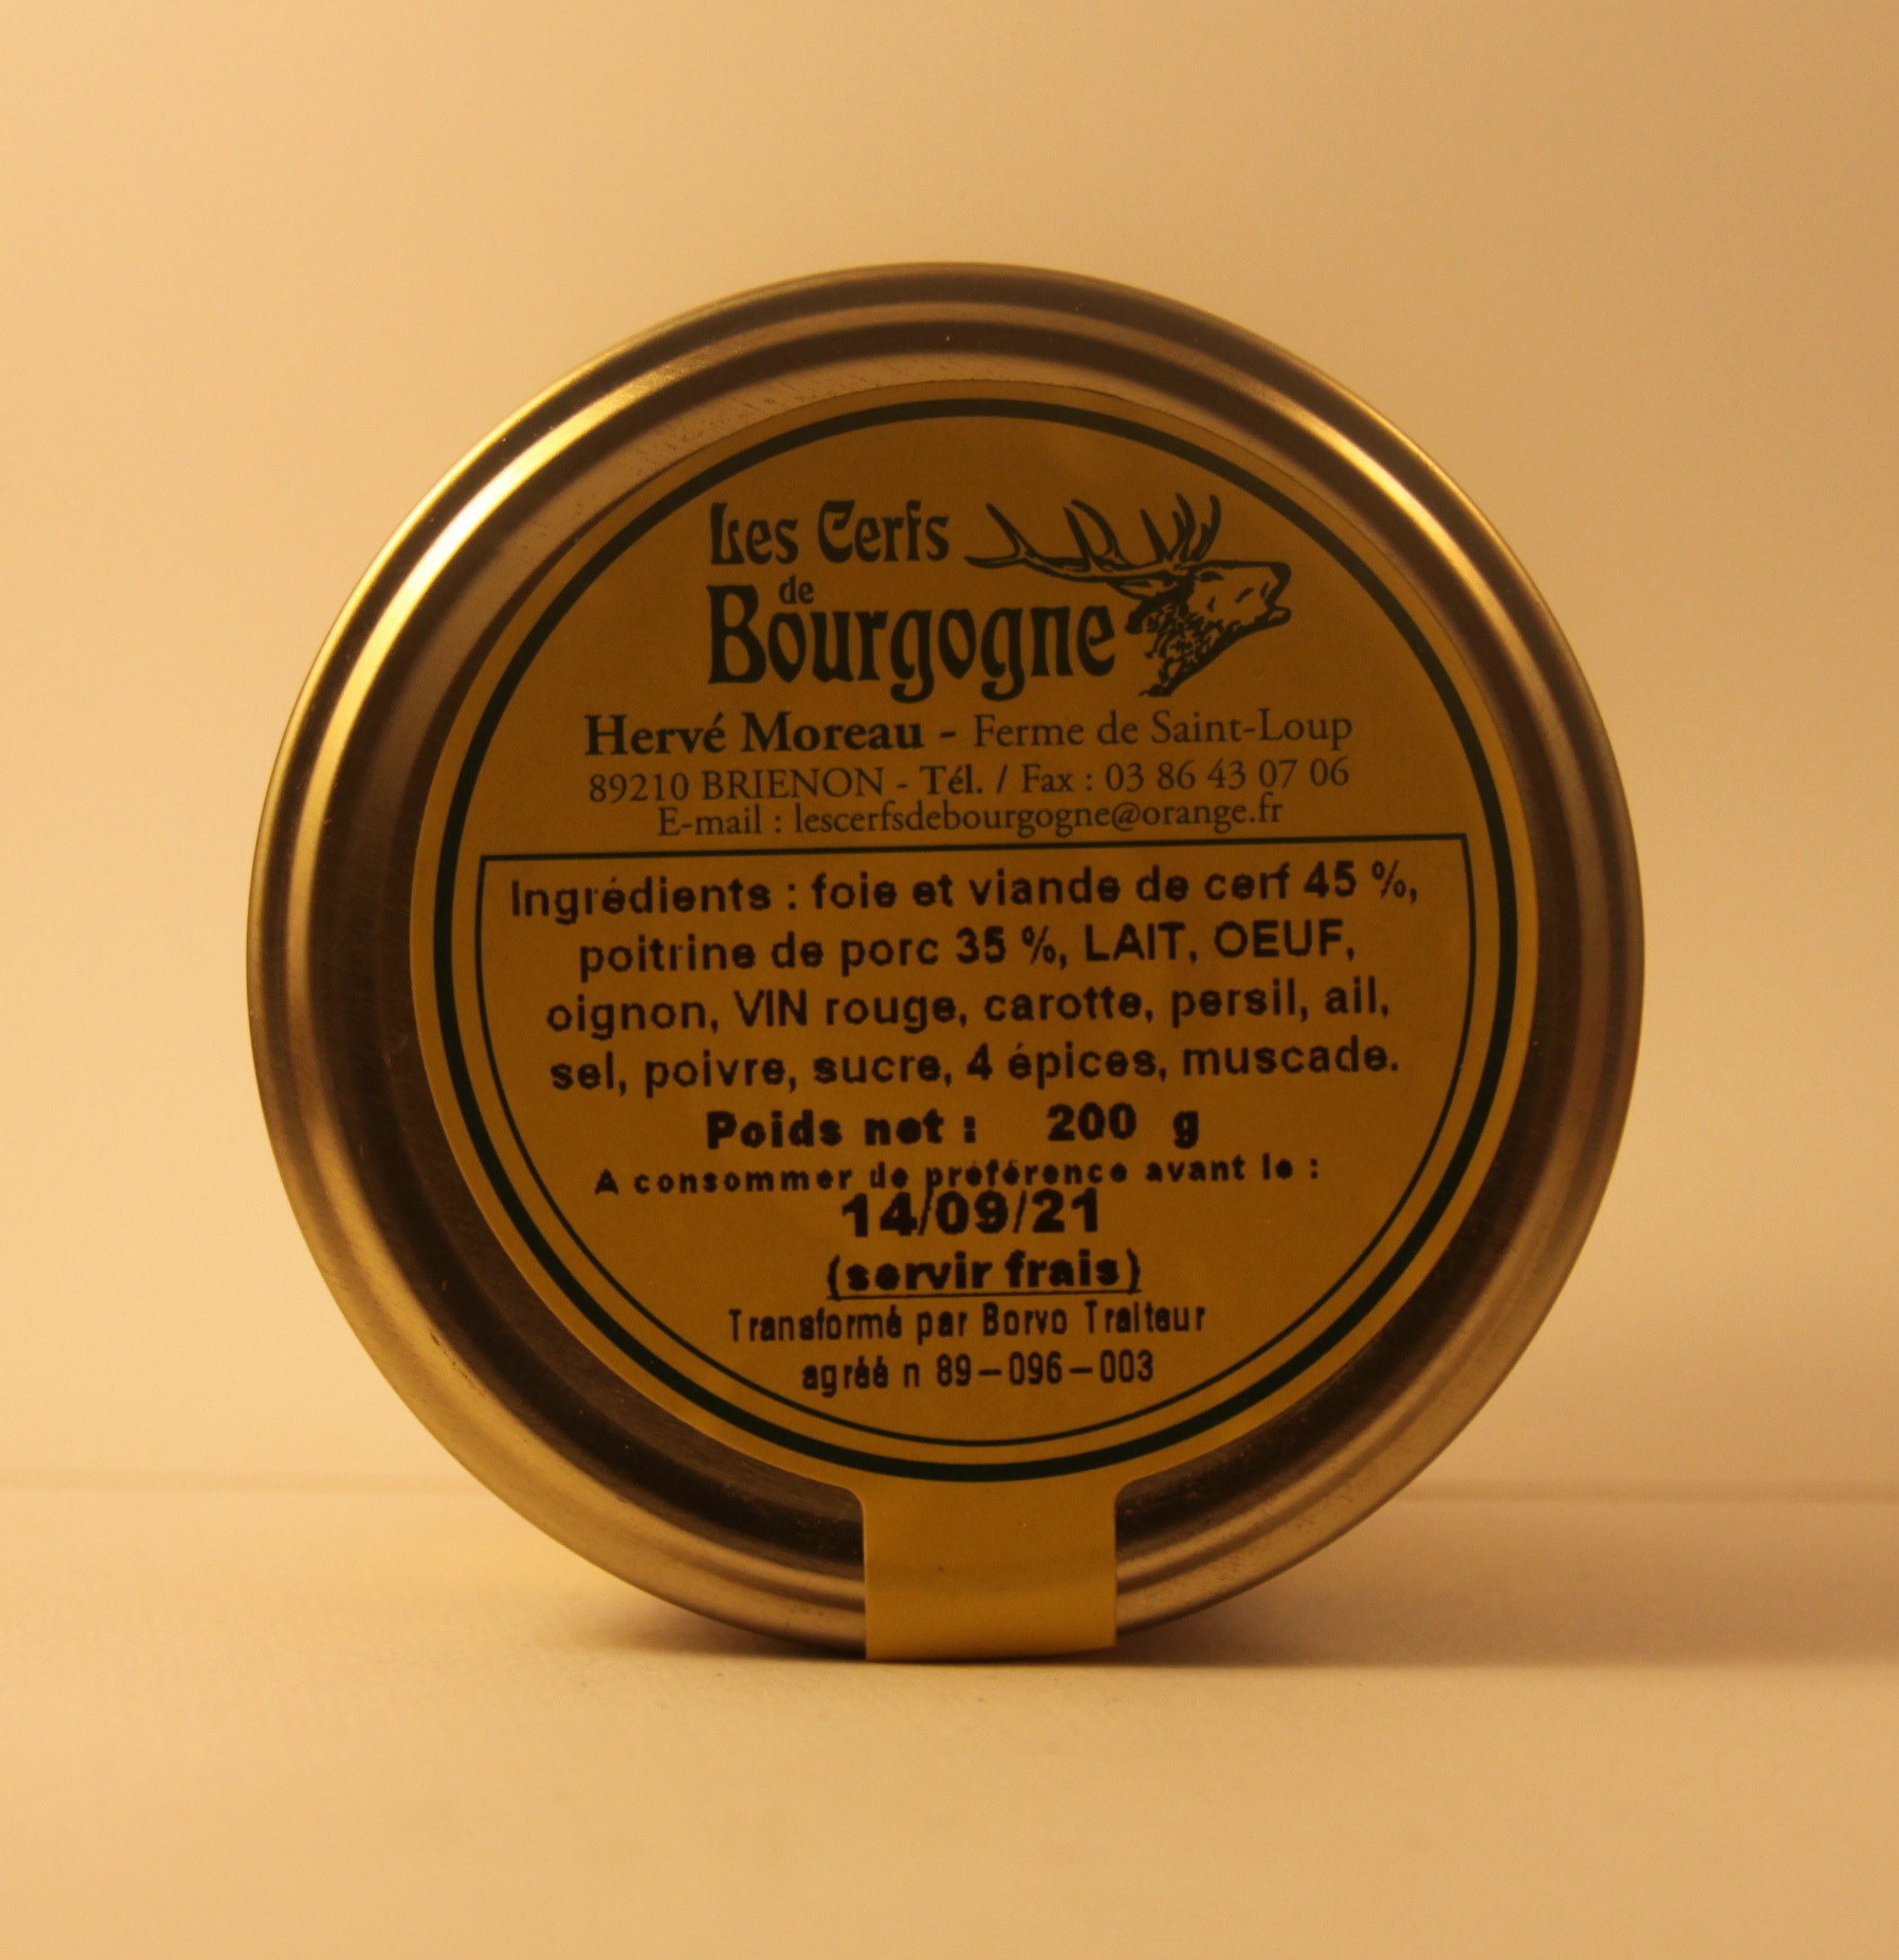 Les Cerfs
de
Bourgogne
Hervé Moreau - Ferme de Saint-Loup
89210 BRIENON - Tél. / Fax : 03 86 43 07 06
E-mail : lescerfsdebourgogne@orange.fr
Ingrédients : foie et viande de cerf 45 %,
poitrine de porc 35 %, LAIT, OEUF,
oignon, VIN rouge, carotte, persil, ail,
sel, poivre, sucre, 4 épices, muscade.
Poids net : 200 g
A consommer de préférence avant le :
14/09/21
(servir frais)
Transformé par Borvo Traiteur
agréé n 89-096-003